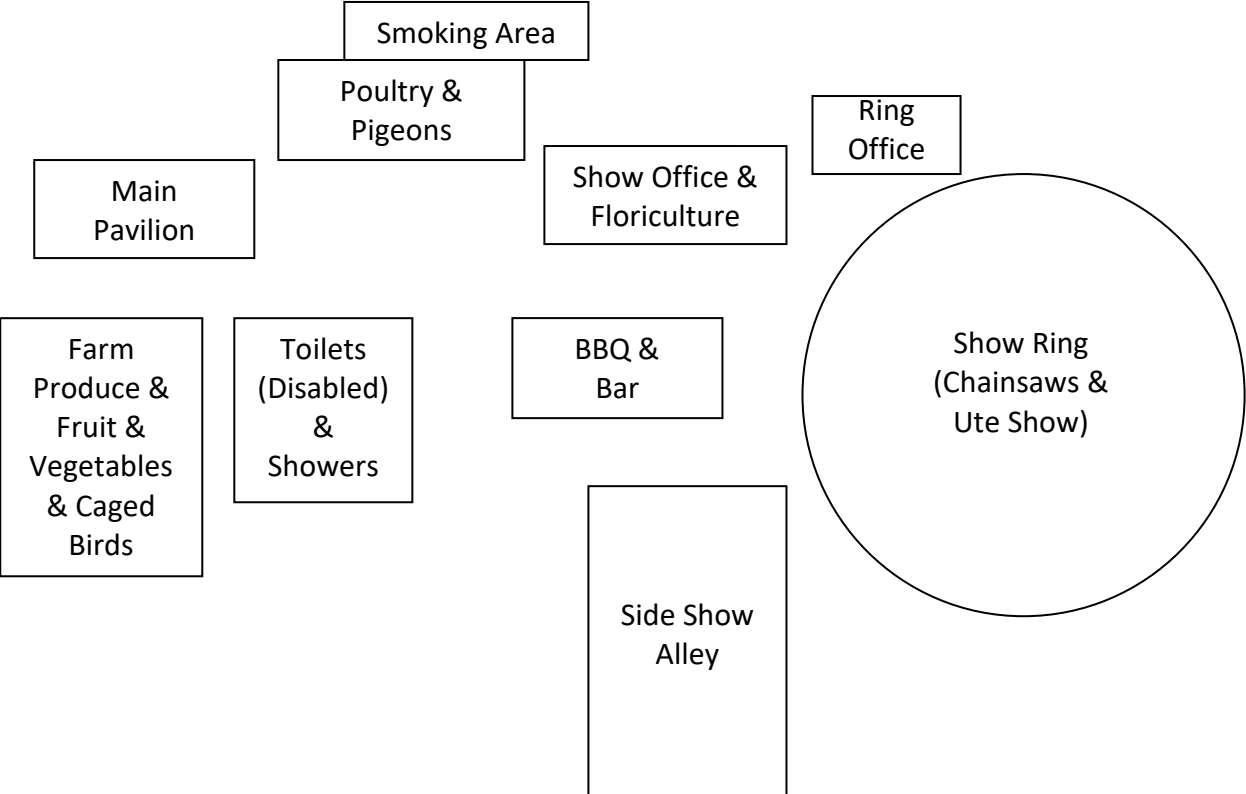 Smoking Area
Poultry &
Pigeons
Ring
Office
Main
Pavilion
Show Office &
Floriculture
Farm
Produce &
Fruit &
Vegetables
& Caged
Birds
Toilets
(Disabled)
&
Showers
BBQ &
Bar
Show Ring
(Chainsaws &
Ute Show)
Side Show
Alley